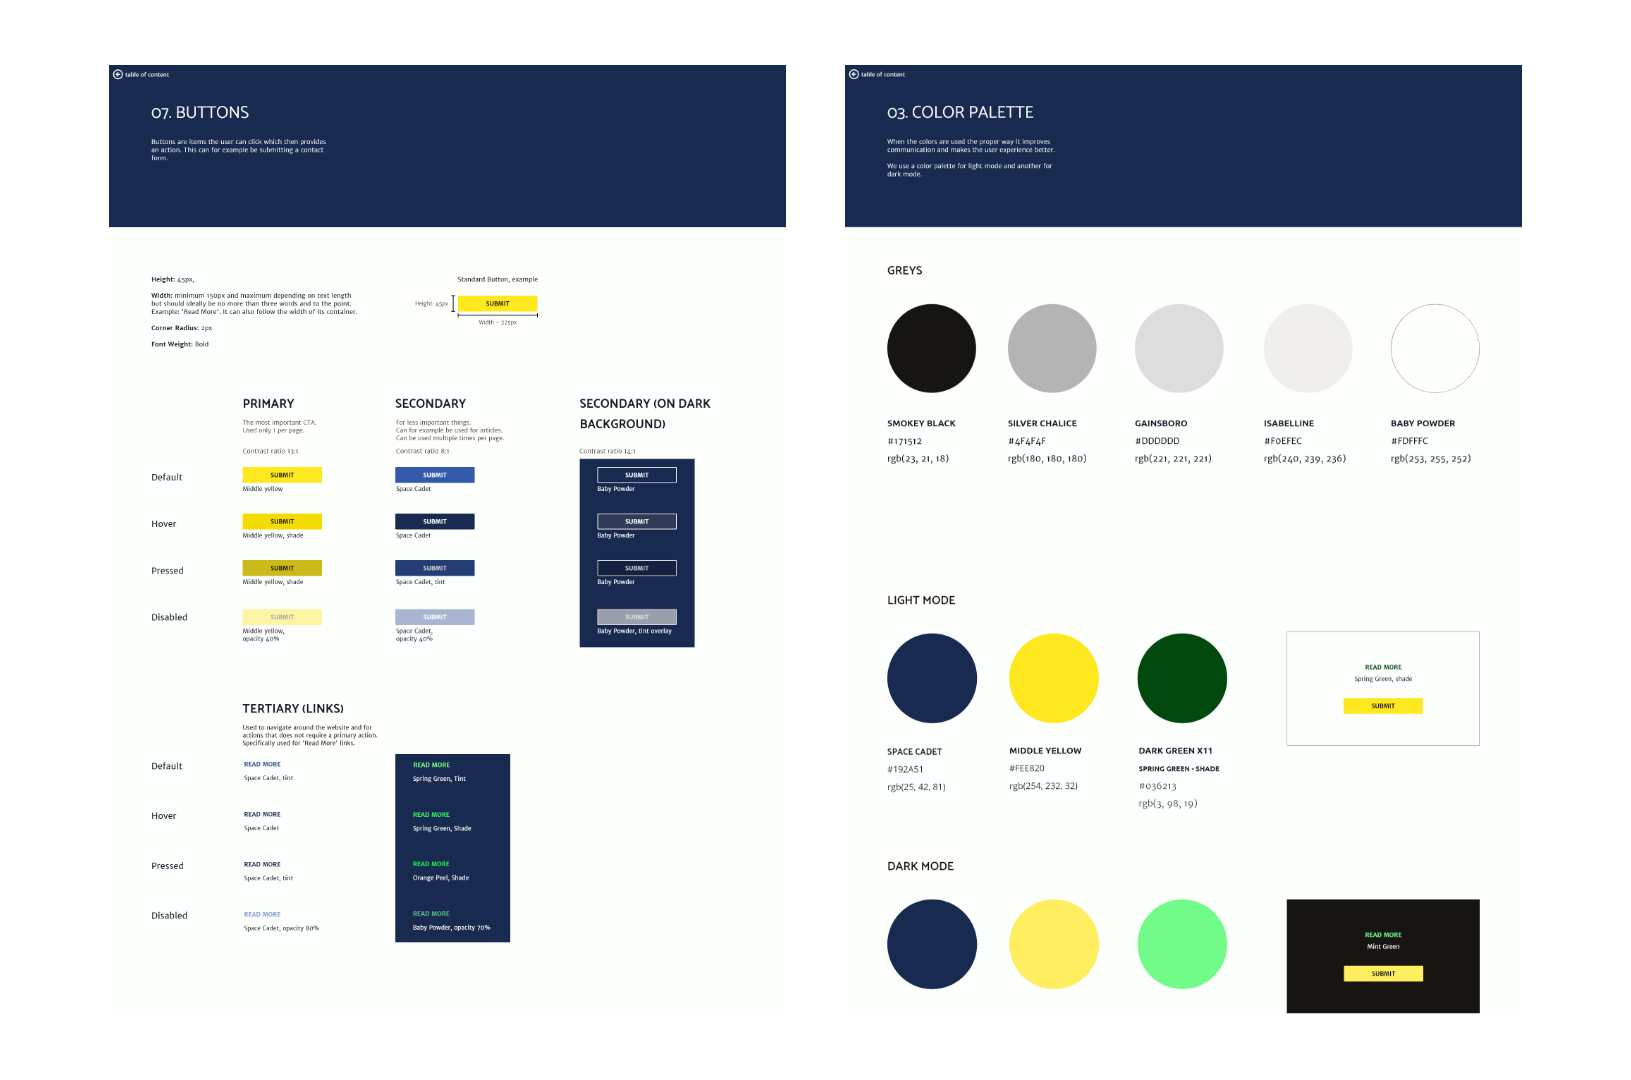 table of content
07. BUTTONS
Buttons are items the user can click which then provides
an action. This can for example be submitting a contact
form.
Height: 45px,
Width: minimum 150px and maximum depending on text length
but should ideally be no more than three words and to the point.
Example: 'Read More'. It can also follow the width of its container.
Corner Radius: 2px
Font Weight: Bold
Standard Button, example
Height: 45px
SUBMIT
Width - 225px
PRIMARY
The most important CTA.
Used only 1 per page.
Contrast ratio 13:1
SECONDARY
For less important things.
Can for example be used for articles.
Can be used multiple times per page.
Contrast ratio 8:1
SECONDARY (ON DARK
BACKGROUND)
Contrast ratio 14:1
Default
SUBMIT
Middle yellow
SUBMIT
Space Cadet
SUBMIT
Baby Powder
Hover
SUBMIT
Middle yellow, shade
SUBMIT
Space Cadet
SUBMIT
Baby Powder
Pressed
SUBMIT
Middle yellow, shade
SUBMIT
Space Cadet, tint
SUBMIT
Baby Powder
Disabled
SUBMIT
Middle yellow,
opacity 40%
SUBMIT
Space Cadet,
opacity 40%
SUBMIT
Baby Powder, tint overlay
TERTIARY (LINKS)
Used to navigate around the website and for
actions that does not require a primary action.
Specifically used for 'Read More' links.
Default
READ MORE
Space Cadet, tint
READ MORE
Spring Green, Tint
Hover
READ MORE
Space Cadet
READ MORE
Spring Green, Shade
Pressed
READ MORE
Space Cadet, tint
READ MORE
Orange Peel, Shade
Disabled
READ MORE
Space Cadet, opacity 80%
READ MORE
Baby Powder, opacity 70%
table of content
03. COLOR PALETTE
When the colors are used the proper way it improves
communication and makes the user experience better.
We use a color palette for light mode and another for
dark mode.
GREYS
SMOKEY BLACK
#171512
rgb(23, 21, 18)
SILVER CHALICE
#4F4F4F
rgb(180, 180, 180)
GAINSBORO
#DDDDDD
rgb(221, 221, 221)
ISABELLINE
#F0EFEC
rgb(240, 239, 236)
BABY POWDER
#FDFFFC
rgb(253, 255, 252)
LIGHT MODE
SPACE CADET
#192A51
rgb(25, 42, 81)
MIDDLE YELLOW
#FEE820
rgb(254, 232, 32)
DARK GREEN X11
SPRING GREEN - SHADE
#036213
rgb(3, 98, 19)
READ MORE
Spring Green, shade
SUBMIT
DARK MODE
READ MORE
Mint Green
SUBMIT